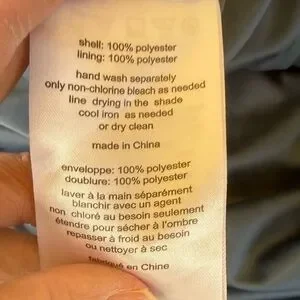 shell: 100% polyester
lining: 100% polyester
hand wash separately
only non-chlorine bleach as needed
line drying in the shade
cool iron as needed
or dry clean
made in China
enveloppe: 100% polyester
doublure: 100% polyester
laver à la main séparément
blanchir avec un agent
non chloré au besoin seulement
étendre pour sécher à l'ombre
repasser à froid au besoin
ou nettoyer à sec
fabriqué en Chine